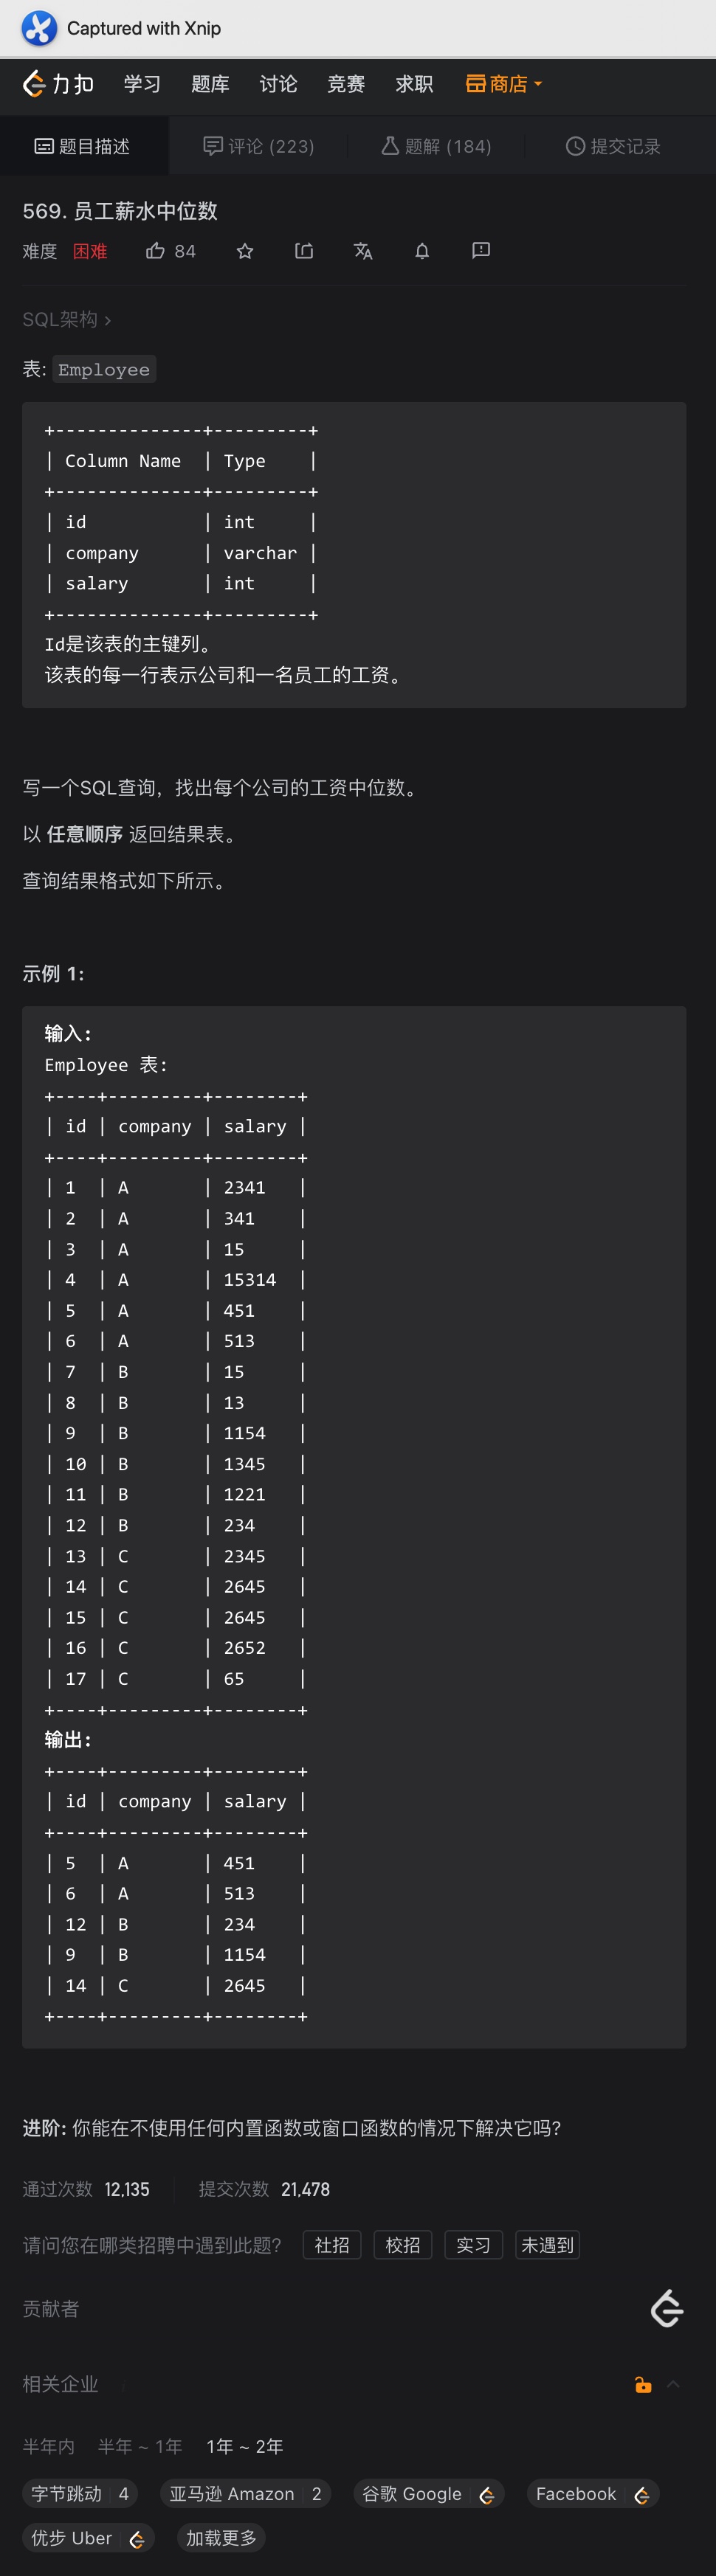 Captured with Xnip
力扣 学习 题库 讨论 竞赛 求职 商店
题目描述 评论 (223) 题解 (184) 提交记录
569. 员工薪水中位数
难度 困难 84
SQL架构 >
表: Employee
+--------------+---------+
| Column Name  | Type    |
+--------------+---------+
| id           | int     |
| company      | varchar |
| salary       | int     |
+--------------+---------+
Id是该表的主键列。
该表的每一行表示公司和一名员工的工资。
写一个SQL查询，找出每个公司的工资中位数。
以 任意顺序 返回结果表。
查询结果格式如下所示。
示例 1:
输入:
Employee 表:
+----+---------+--------+
| id | company | salary |
+----+---------+--------+
| 1  | A       | 2341   |
| 2  | A       | 341    |
| 3  | A       | 15     |
| 4  | A       | 15314  |
| 5  | A       | 451    |
| 6  | A       | 513    |
| 7  | B       | 15     |
| 8  | B       | 13     |
| 9  | B       | 1154   |
| 10 | B       | 1345   |
| 11 | B       | 1221   |
| 12 | B       | 234    |
| 13 | C       | 2345   |
| 14 | C       | 2645   |
| 15 | C       | 2645   |
| 16 | C       | 2652   |
| 17 | C       | 65     |
+----+---------+--------+
输出:
+----+---------+--------+
| id | company | salary |
+----+---------+--------+
| 5  | A       | 451    |
| 6  | A       | 513    |
| 12 | B       | 234    |
| 9  | B       | 1154   |
| 14 | C       | 2645   |
+----+---------+--------+
进阶: 你能在不使用任何内置函数或窗口函数的情况下解决它吗?
通过次数 12,135 提交次数 21,478
请问您在哪类招聘中遇到此题? 社招 校招 实习 未遇到
贡献者
相关企业
半年内 半年 ~ 1年 1年 ~ 2年
字节跳动 4 亚马逊 Amazon 2 谷歌 Google Facebook
优步 Uber 加载更多